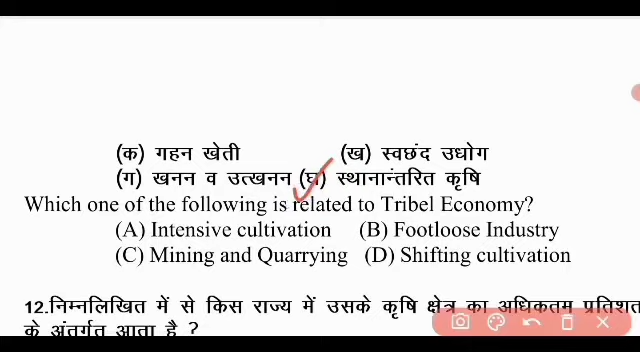 (क) गहन खेती (ख) स्वछंद उधोग
(ग) खनन व उत्खनन (घ) स्थानानंतरित कृषि
Which one of the following is related to Tribel Economy?
(A) Intensive cultivation (B) Footloose Industry
(C) Mining and Quarrying (D) Shifting cultivation
12.निम्नलिखित में से किस राज्य में उसके कृषि क्षेत्र का अधिकतम प्रतिशत
के अंतर्गत आता है ?